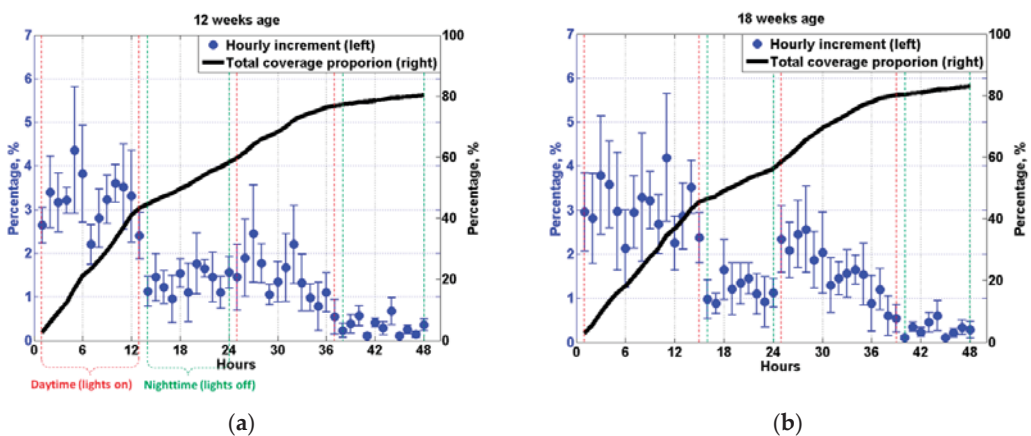 12 weeks age
7
6
5
4
3
2
1
0
Percentage, %
Hourly increment (left)
Total coverage proporion (right)
100
80
60
40
20
0
Percentage, %
0 6 12 18 24 30 36 42 48
Hours
Daytime (lights on)
Nighttime (lights off)
(a)
18 weeks age
7
6
5
4
3
2
1
0
Percentage, %
Hourly increment (left)
Total coverage proporion (right)
100
80
60
40
20
0
Percentage, %
0 6 12 18 24 30 36 42 48
Hours
(b)